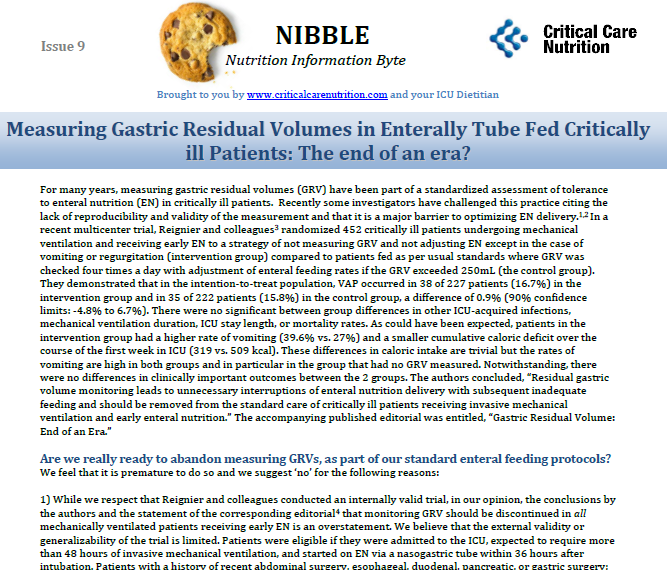 Issue 9
NIBBLE
Nutrition Information Byte
Critical Care
Nutrition
Brought to you by www.criticalcarenutrition.com and your ICU Dietitian
Measuring Gastric Residual Volumes in Enterally Tube Fed Critically
ill Patients: The end of an era?
For many years, measuring gastric residual volumes (GRV) have been part of a standardized assessment of tolerance
to enteral nutrition (EN) in critically ill patients. Recently some investigators have challenged this practice citing the
lack of reproducibility and validity of the measurement and that it is a major barrier to optimizing EN delivery.1,2 In a
recent multicenter trial, Reignier and colleagues3 randomized 452 critically ill patients undergoing mechanical
ventilation and receiving early EN to a strategy of not measuring GRV and not adjusting EN except in the case of
vomiting or regurgitation (intervention group) compared to patients fed as per usual standards where GRV was
checked four times a day with adjustment of enteral feeding rates if the GRV exceeded 250mL (the control group).
They demonstrated that in the intention-to-treat population, VAP occurred in 38 of 227 patients (16.7%) in the
intervention group and in 35 of 222 patients (15.8%) in the control group, a difference of 0.9% (90% confidence
limits: -4.8% to 6.7%). There were no significant between group differences in other ICU-acquired infections,
mechanical ventilation duration, ICU stay length, or mortality rates. As could have been expected, patients in the
intervention group had a higher rate of vomiting (39.6% vs. 27%) and a smaller cumulative caloric deficit over the
course of the first week in ICU (319 vs. 509 kcal). These differences in caloric intake are trivial but the rates of
vomiting are high in both groups and in particular in the group that had no GRV measured. Notwithstanding, there
were no differences in clinically important outcomes between the 2 groups. The authors concluded, “Residual gastric
volume monitoring leads to unnecessary interruptions of enteral nutrition delivery with subsequent inadequate
feeding and should be removed from the standard care of critically ill patients receiving invasive mechanical
ventilation and early enteral nutrition.” The accompanying published editorial was entitled, “Gastric Residual Volume:
End of an Era.”
Are we really ready to abandon measuring GRVs, as part of our standard enteral feeding protocols?
We feel that it is premature to do so and we suggest ‘no’ for the following reasons:
1) While we respect that Reignier and colleagues conducted an internally valid trial, in our opinion, the conclusions by
the authors and the statement of the corresponding editorial4 that monitoring GRV should be discontinued in all
mechanically ventilated patients receiving early EN is an overstatement. We believe that the external validity or
generalizability of the trial is limited. Patients were eligible if they were admitted to the ICU, expected to require more
than 48 hours of invasive mechanical ventilation, and started on EN via a nasogastric tube within 36 hours after
intubation. Patients with a history of recent abdominal surgery, esophageal, duodenal, pancreatic, or gastric surgery;